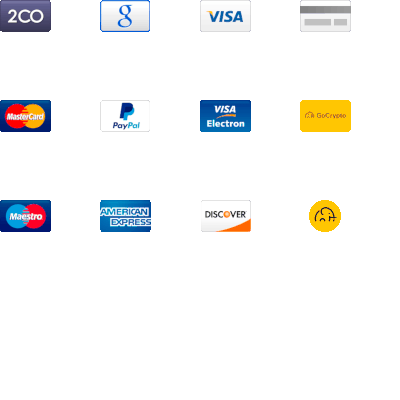 2CO
g
VISA
MasterCard
PayPal
VISA
Electron
GoCrypto
Maestro
AMERICAN
EXPRESS
DISCOVER